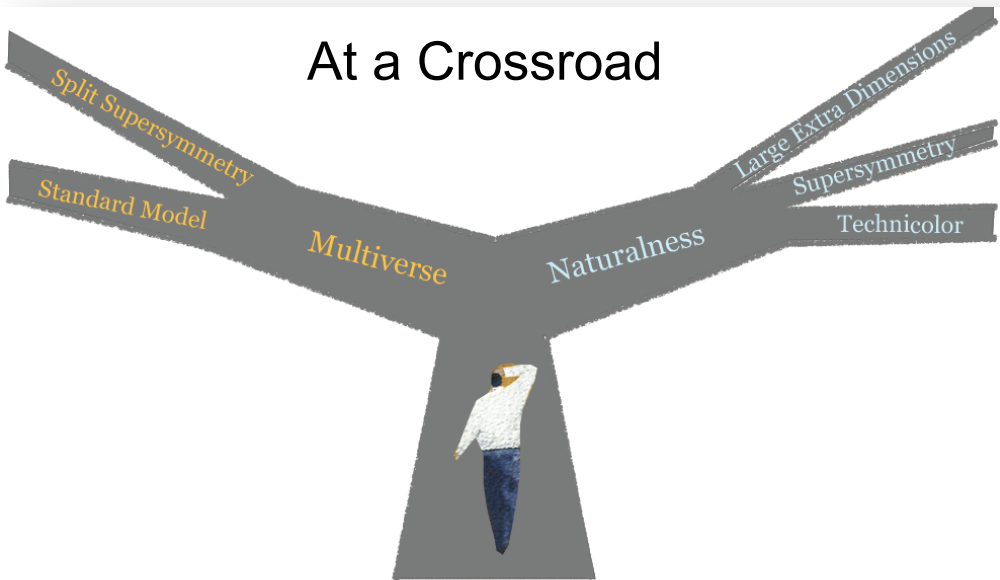 At a Crossroad
Split Supersymmetry
Standard Model
Multiverse
Naturalness
Large Extra Dimensions
Supersymmetry
Technicolor